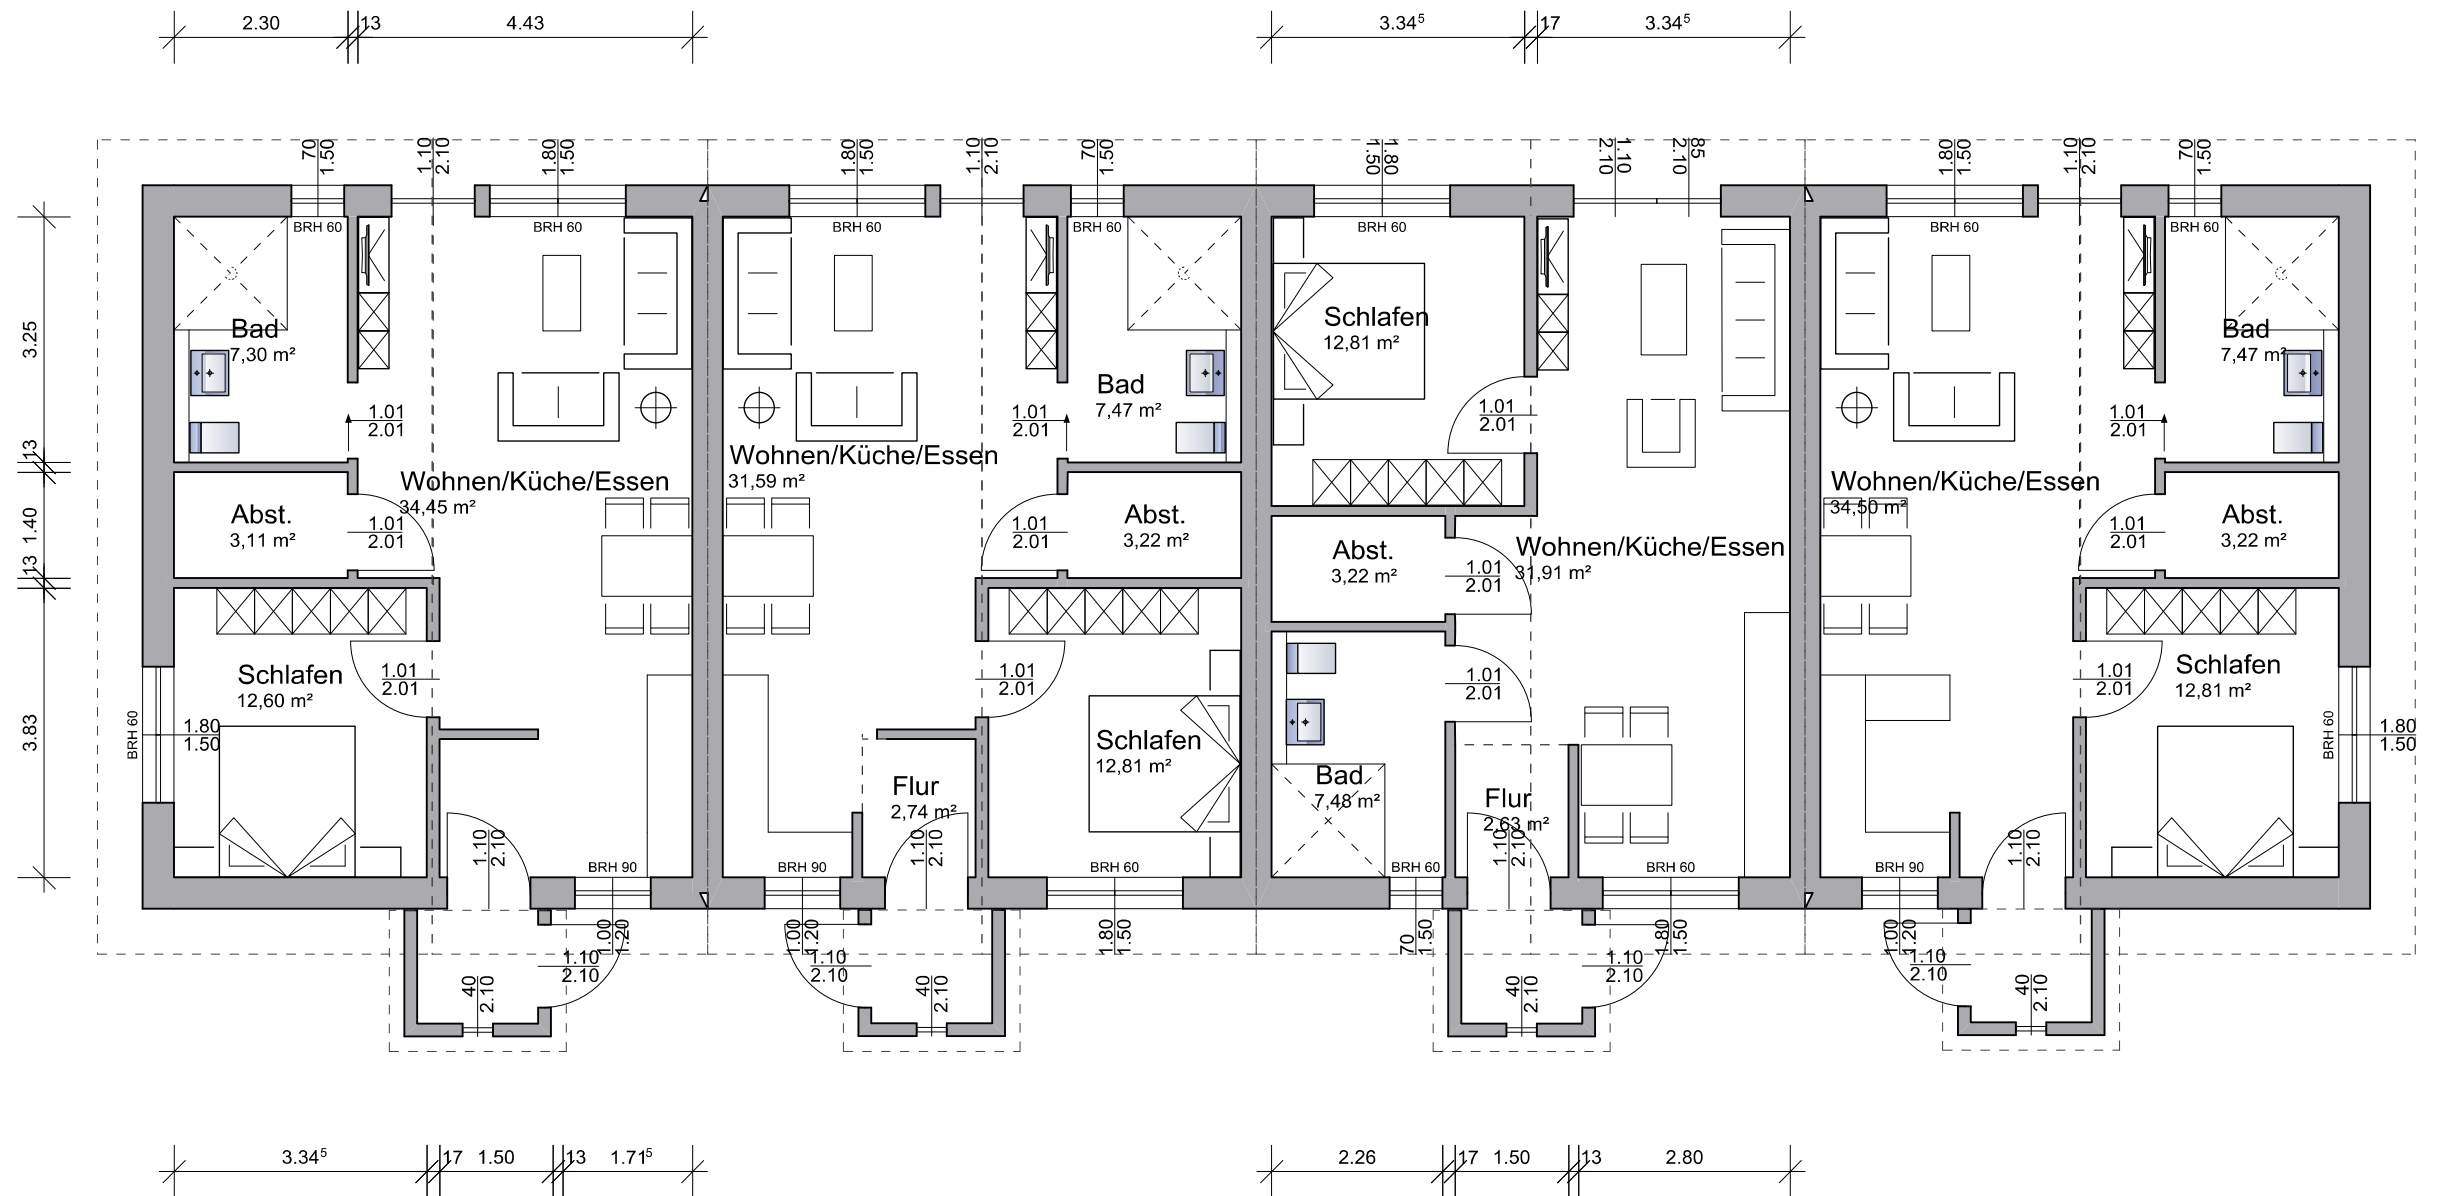 2.30 13 4.43 3.34⁵ 17 3.34⁵
70 1.50 1.10 2.10 1.80 1.50 1.80 1.50 1.10 2.10 70 1.50 1.80 1.50 1.10 2.10 85 2.10 1.80 1.50 1.10 2.10 70 1.50
BRH 60 BRH 60 BRH 60 BRH 60 BRH 60 BRH 60 BRH 60
3.25
13
1.40
13
3.83
Bad
7,30 m²
1.01
2.01
Wohnen/Küche/Essen
34,45 m²
Abst.
3,11 m²
1.01
2.01
Schlafen
12,60 m²
1.01
2.01
BRH 60
1.80
1.50
1.10
2.10
BRH 90
1.00
1.20
1.10
2.10
40
2.10
Wohnen/Küche/Essen
31,59 m²
Bad
7,47 m²
1.01
2.01
Abst.
3,22 m²
1.01
2.01
1.01
2.01
Schlafen
12,81 m²
Flur
2,74 m²
1.10
2.10
BRH 90
BRH 60
1.00
1.20
1.80
1.50
1.10
2.10
40
2.10
Schlafen
12,81 m²
1.01
2.01
Wohnen/Küche/Essen
31,91 m²
Abst.
3,22 m²
1.01
2.01
1.01
2.01
Bad
7,48 m²
Flur
2,63 m²
1.10
2.10
BRH 60
BRH 60
70
1.50
1.80
1.50
1.10
2.10
40
2.10
Bad
7,47 m²
1.01
2.01
Wohnen/Küche/Essen
34,50 m²
Abst.
3,22 m²
1.01
2.01
Schlafen
12,81 m²
1.01
2.01
BRH 60
1.80
1.50
1.10
2.10
BRH 90
1.00
1.20
1.10
2.10
40
2.10
3.34⁵ 17 1.50 13 1.71⁵ 2.26 17 1.50 13 2.80